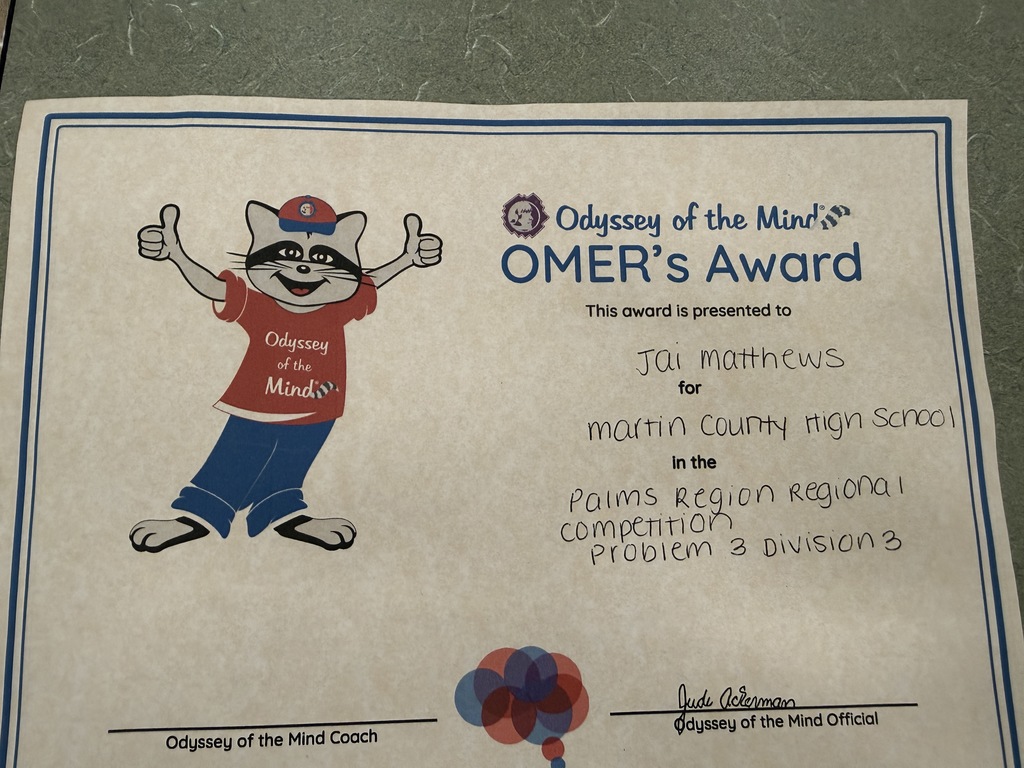 Odyssey of the Mind®
OMER's Award
This award is presented to
Jai Matthews
for
Martin County High School
in the
Palms Region Regional
competition
Problem 3 Division 3
Odyssey
of the
Mind
Odyssey of the Mind Coach
Jude Ackerman
Odyssey of the Mind Official